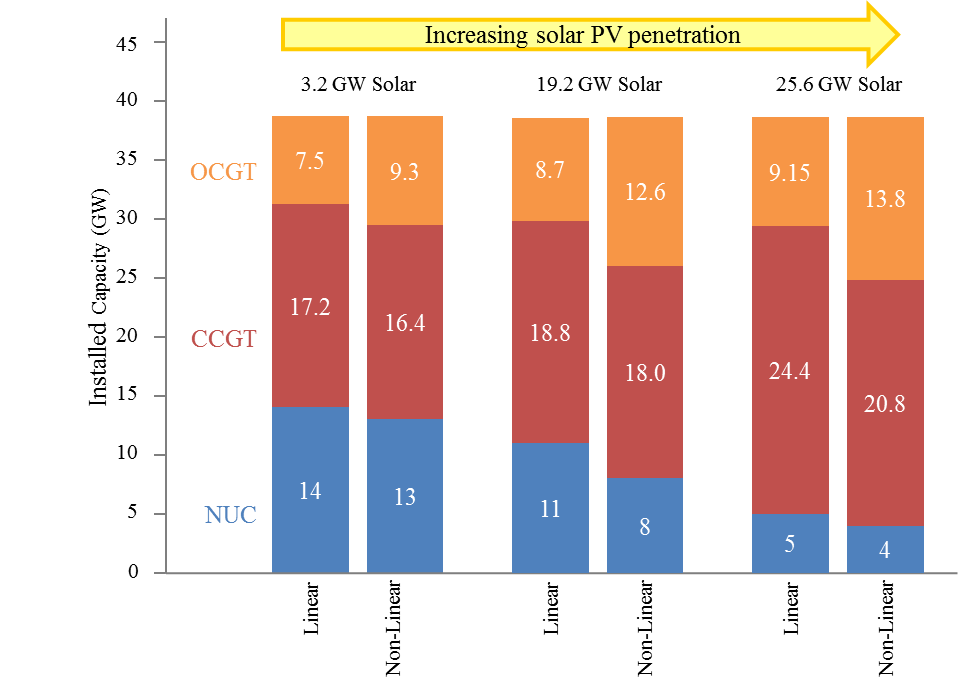 Increasing solar PV penetration
3.2 GW Solar
19.2 GW Solar
25.6 GW Solar
Installed Capacity (GW)
45
40
35
30
25
20
15
10
5
0
OCGT
CCGT
NUC
7.5
9.3
8.7
12.6
9.15
13.8
17.2
16.4
18.8
18.0
24.4
20.8
14
13
11
8
5
4
Linear
Non-Linear
Linear
Non-Linear
Linear
Non-Linear